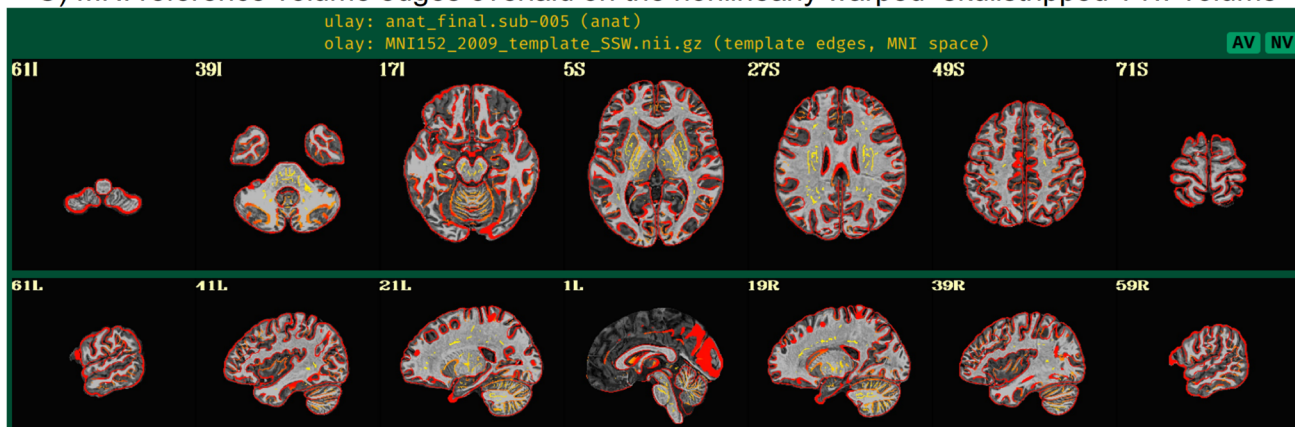 ulay: anat_final.sub-005 (anat)
olay: MNI152_2009_template_SSW.nii.gz (template edges, MNI space)
AV NV
61I 39I 17I 5S 27S 49S 71S
61L 41L 21L 1L 19R 39R 59R